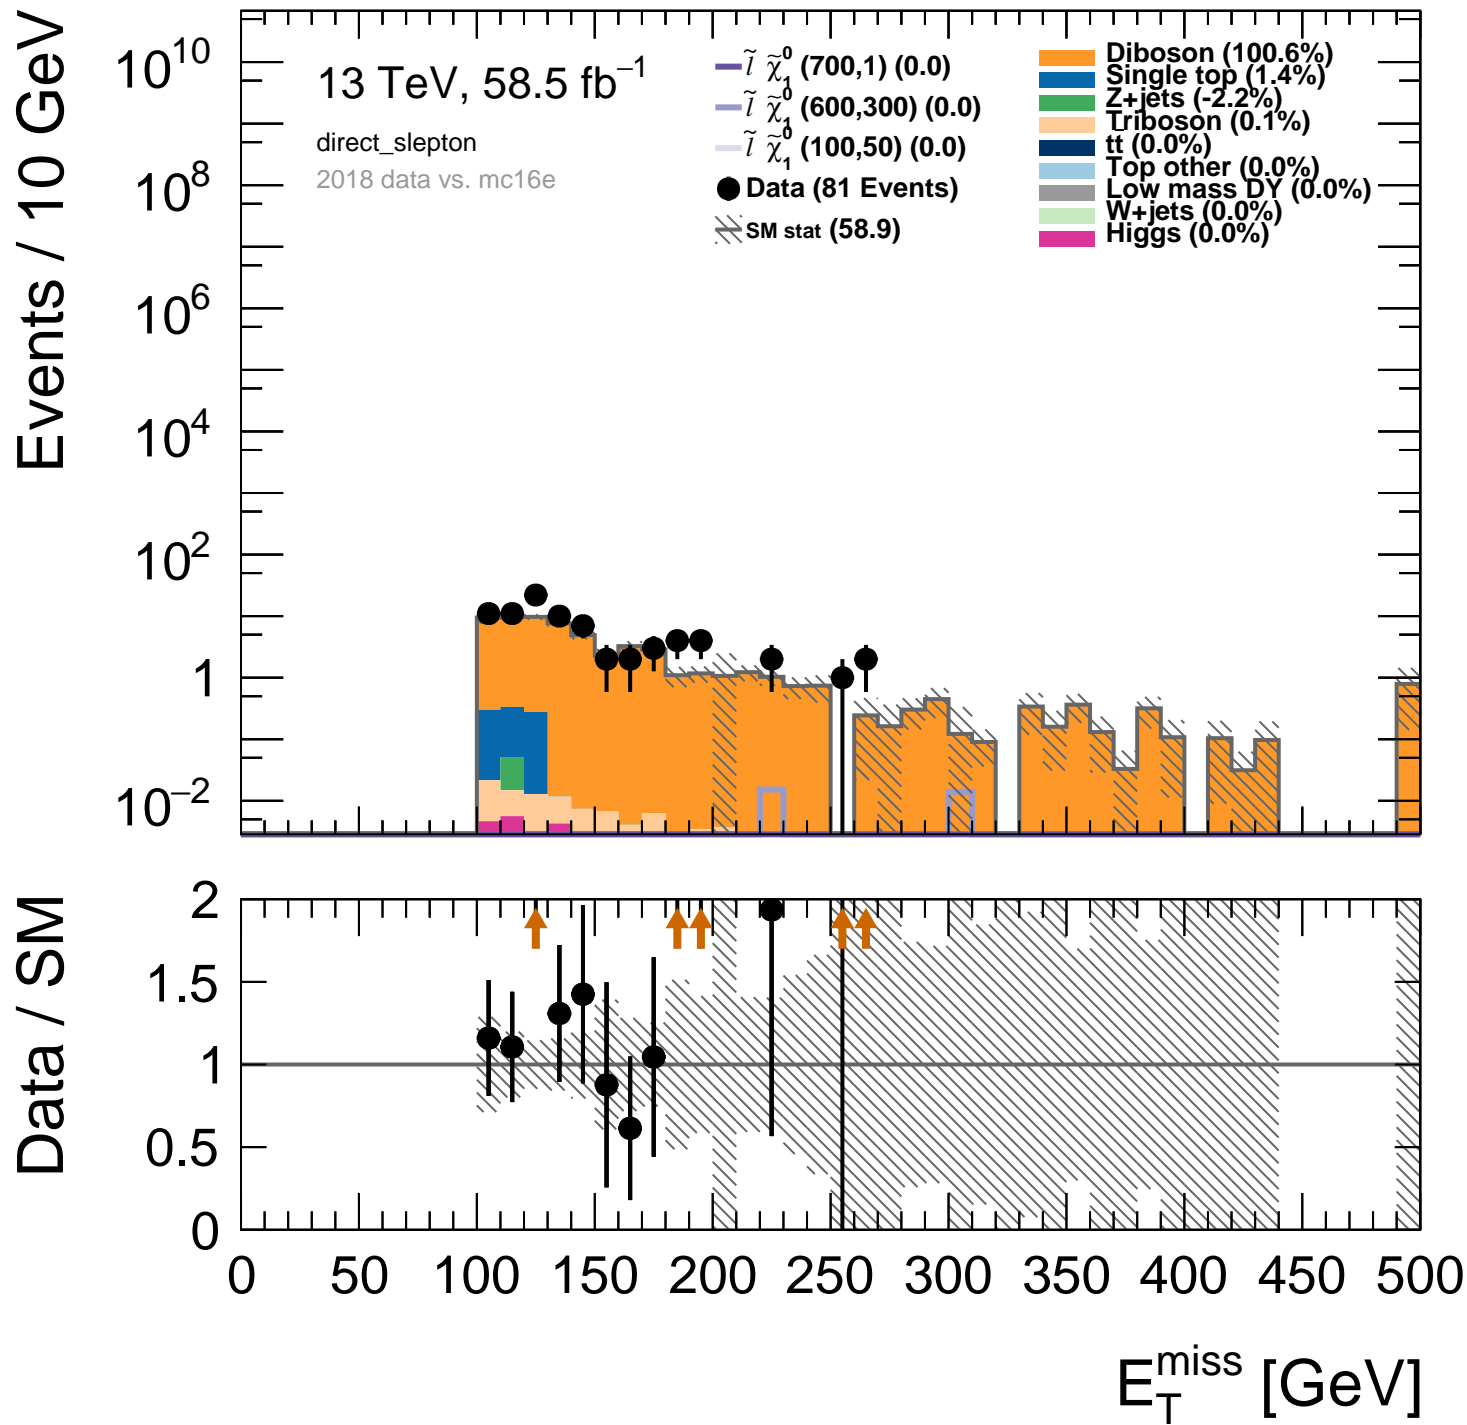 Events / 10 GeV
10¹⁰
10⁸
10⁶
10⁴
10²
1
10⁻²
13 TeV, 58.5 fb⁻¹
direct_slepton
2018 data vs. mc16e
l̃ χ̃₁⁰ (700,1) (0.0)
l̃ χ̃₁⁰ (600,300) (0.0)
l̃ χ̃₁⁰ (100,50) (0.0)
Data (81 Events)
SM stat (58.9)
Diboson (100.6%)
Single top (1.4%)
Z+jets (-2.2%)
Triboson (0.1%)
tt̄ (0.0%)
Top other (0.0%)
Low mass DY (0.0%)
W+jets (0.0%)
Higgs (0.0%)
Data / SM
2
1.5
1
0.5
0
0 50 100 150 200 250 300 350 400 450 500
E_T^miss [GeV]